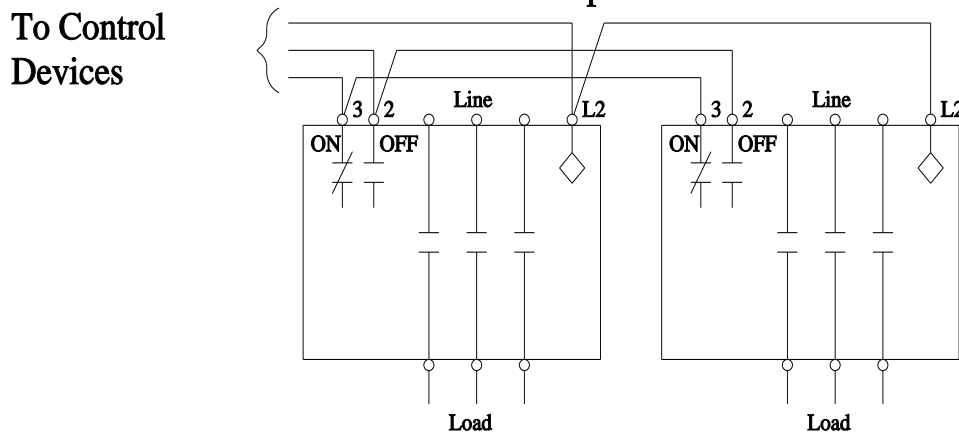 To Control
Devices
3 2 Line L2
ON OFF
Load
3 2 Line L2
ON OFF
Load